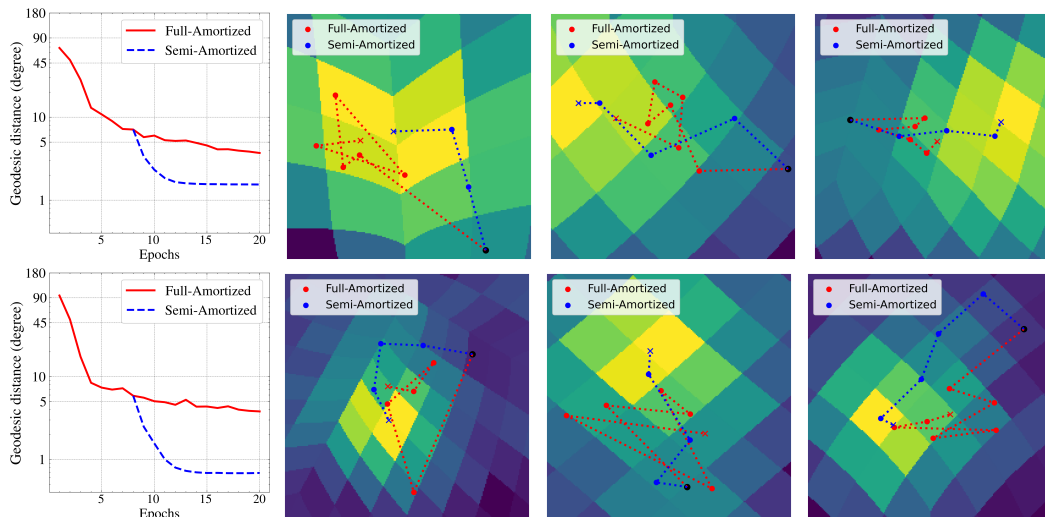 Geodesic distance (degree)
180
90
45
10
5
1
Full-Amortized
Semi-Amortized
5
10
15
20
Epochs
Full-Amortized
Semi-Amortized
Full-Amortized
Semi-Amortized
Full-Amortized
Semi-Amortized
Geodesic distance (degree)
180
90
45
10
5
1
Full-Amortized
Semi-Amortized
5
10
15
20
Epochs
Full-Amortized
Semi-Amortized
Full-Amortized
Semi-Amortized
Full-Amortized
Semi-Amortized